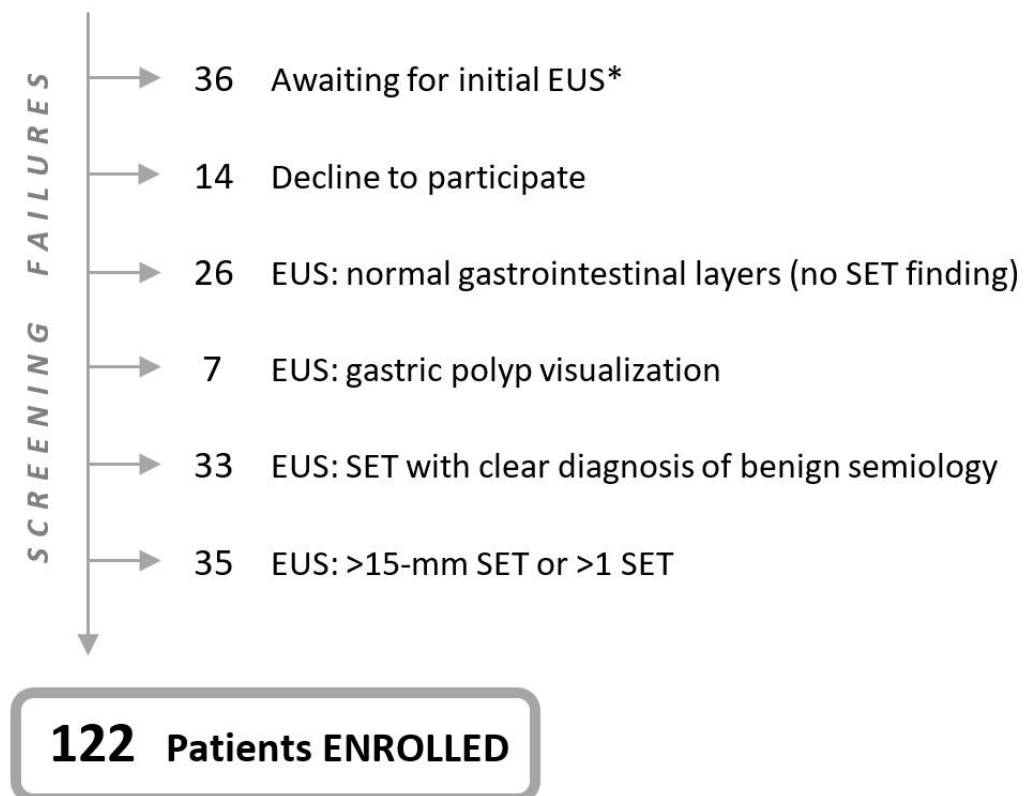 SCREENING FAILURES
36 Awaiting for initial EUS*
14 Decline to participate
26 EUS: normal gastrointestinal layers (no SET finding)
7 EUS: gastric polyp visualization
33 EUS: SET with clear diagnosis of benign semiology
35 EUS: >15-mm SET or >1 SET
122 Patients ENROLLED